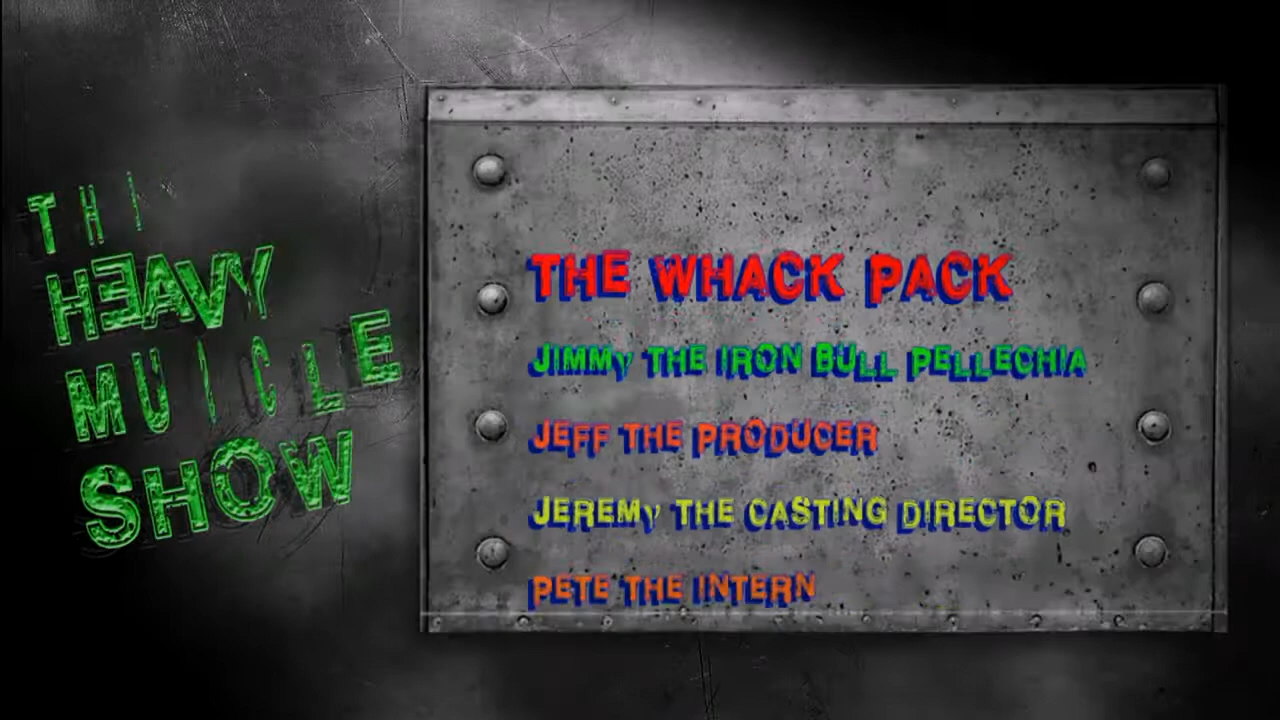 THE
HEAVY
MUSCLE
SHOW
THE WHACK PACK
JIMMY THE IRON BULL PELLECHIA
JEFF THE PRODUCER
JEREMY THE CASTING DIRECTOR
PETE THE INTERN